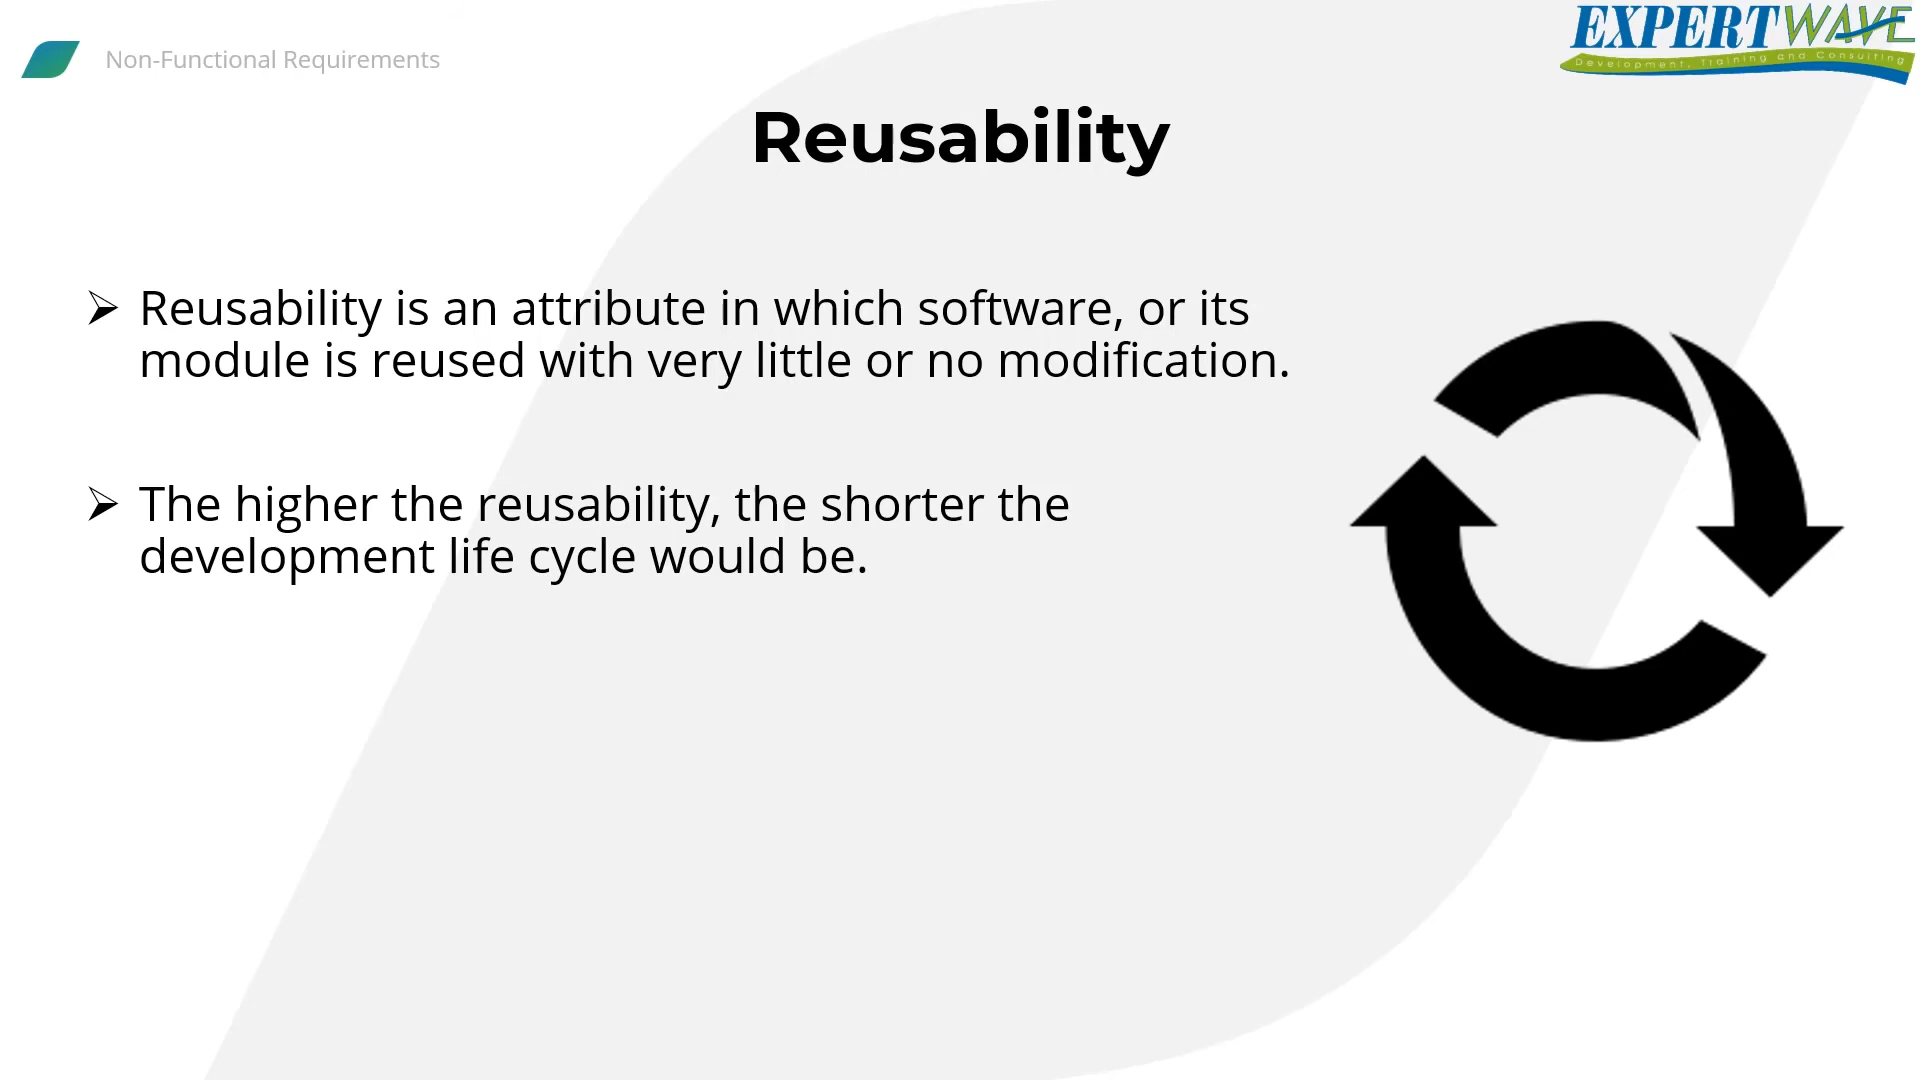 Non-Functional Requirements
EXPERTWAVE
Development, Training and Consulting
Reusability
➢ Reusability is an attribute in which software, or its
module is reused with very little or no modification.
➢ The higher the reusability, the shorter the
development life cycle would be.